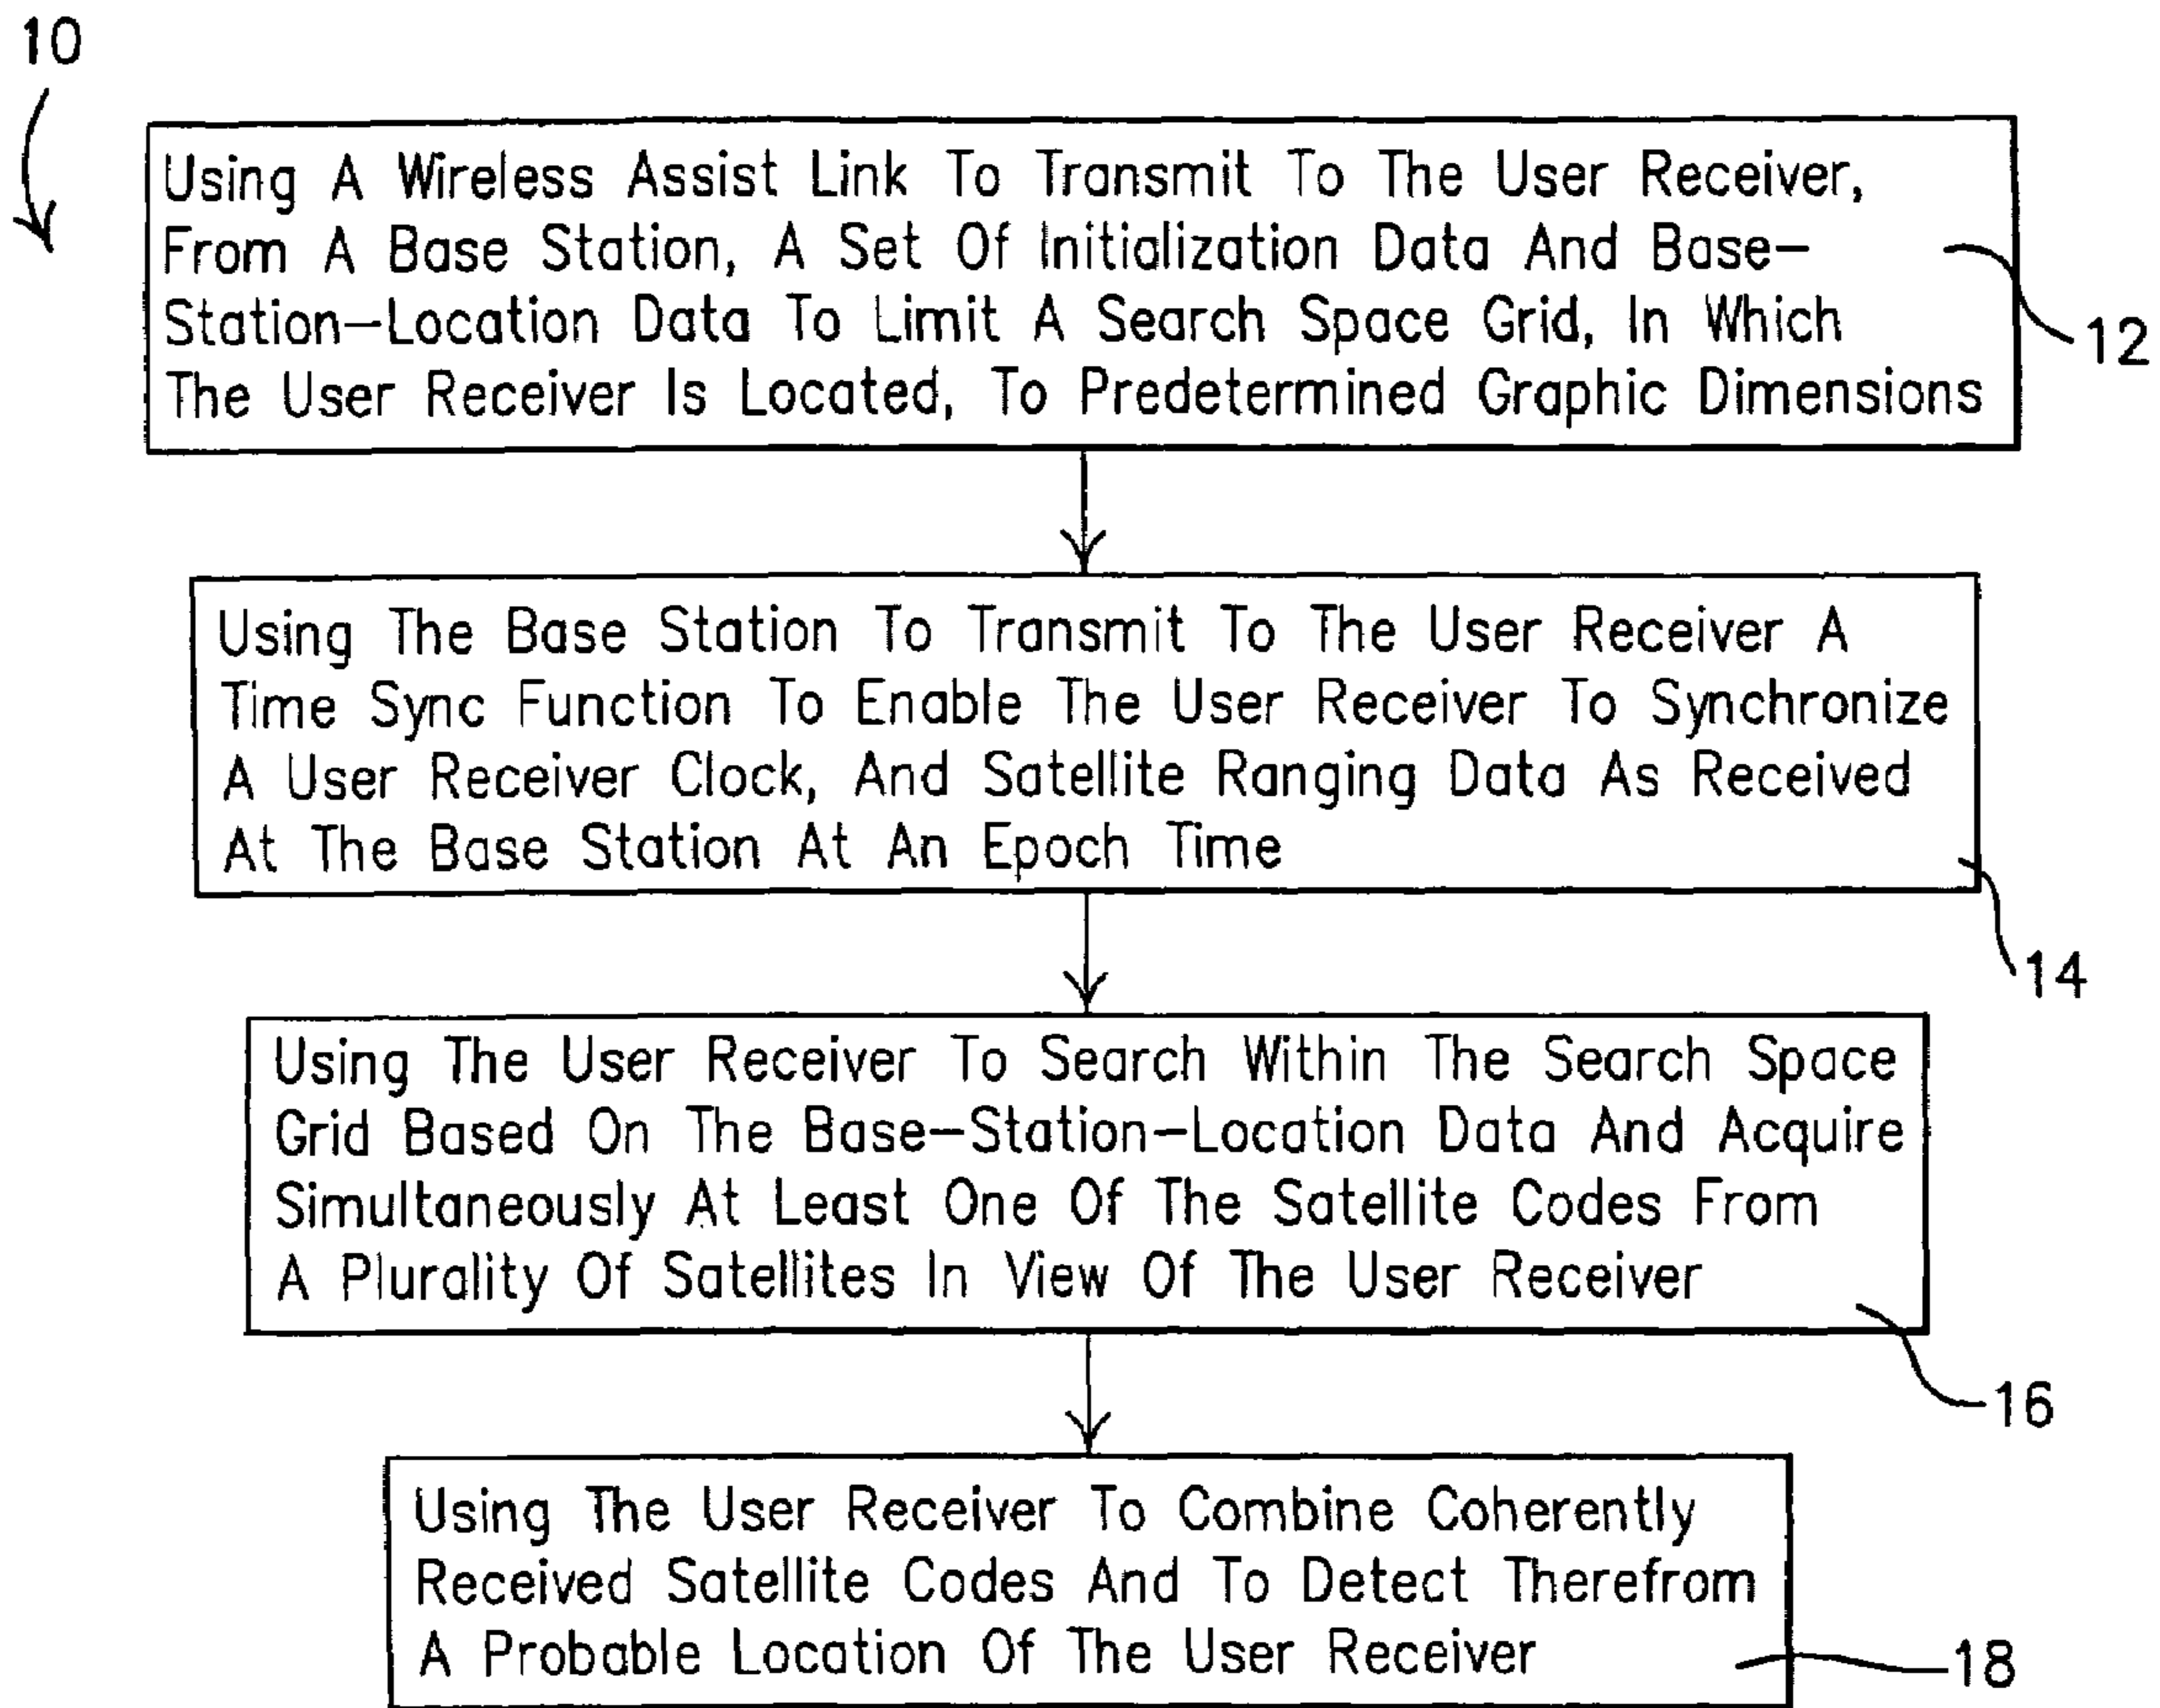 10
Using A Wireless Assist Link To Transmit To The User Receiver,
From A Base Station, A Set Of Initialization Data And Base-
Station-Location Data To Limit A Search Space Grid, In Which
The User Receiver Is Located, To Predetermined Graphic Dimensions
12
Using The Base Station To Transmit To The User Receiver A
Time Sync Function To Enable The User Receiver To Synchronize
A User Receiver Clock, And Satellite Ranging Data As Received
At The Base Station At An Epoch Time
14
Using The User Receiver To Search Within The Search Space
Grid Based On The Base-Station-Location Data And Acquire
Simultaneously At Least One Of The Satellite Codes From
A Plurality Of Satellites In View Of The User Receiver
16
Using The User Receiver To Combine Coherently
Received Satellite Codes And To Detect Therefrom
A Probable Location Of The User Receiver
18